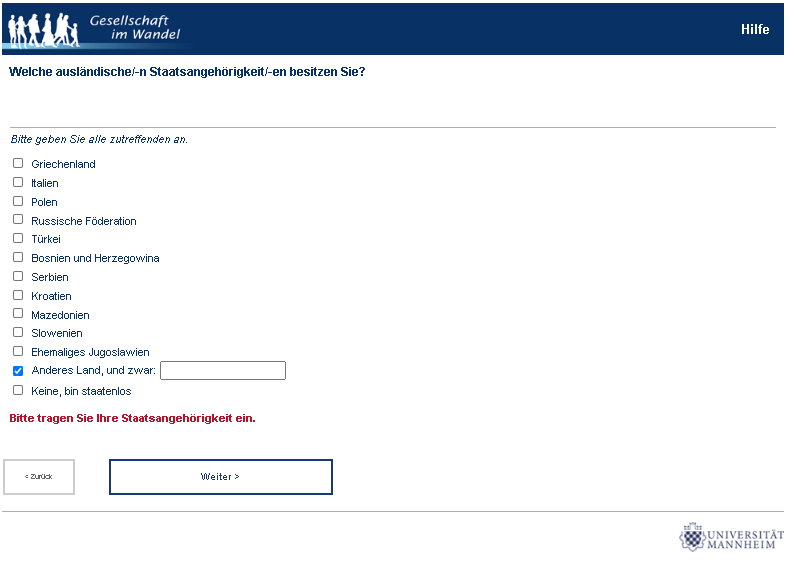 Gesellschaft
im Wandel
Hilfe
Welche ausländische/-n Staatsangehörigkeit/-en besitzen Sie?
Bitte geben Sie alle zutreffenden an.
Griechenland
Italien
Polen
Russische Föderation
Türkei
Bosnien und Herzegowina
Serbien
Kroatien
Mazedonien
Slowenien
Ehemaliges Jugoslawien
Anderes Land, und zwar:
Keine, bin staatenlos
Bitte tragen Sie Ihre Staatsangehörigkeit ein.
< Zurück
Weiter >
UNIVERSITÄT
MANNHEIM